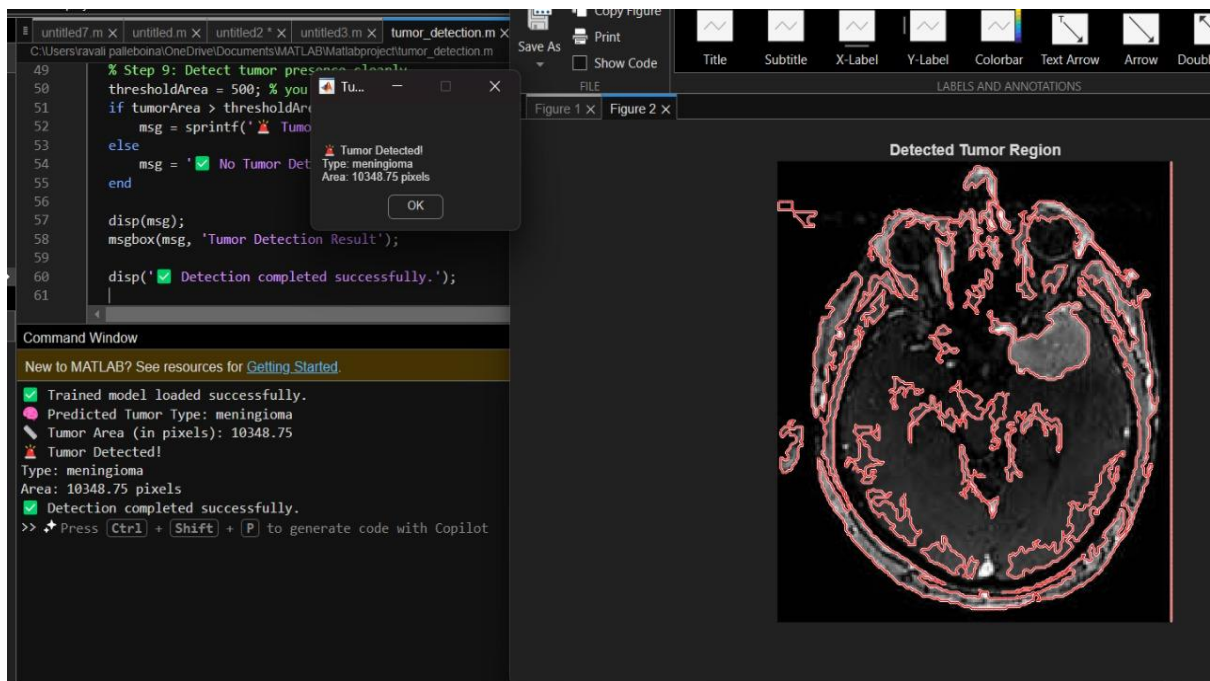 untitled7.m × untitled.m × untitled2 * × untitled3.m × tumor_detection.m ×
C:\Users\ravali palleboina\OneDrive\Documents\MATLAB\Matlabproject\tumor_detection.m
49 % Step 9: Detect tumor presence cleanly
50 thresholdArea = 500; % you
51 if tumorArea > thresholdAre
52 msg = sprintf('🚨 Tumo
53 else
54 msg = '✅ No Tumor Det
55 end
56
57 disp(msg);
58 msgbox(msg, 'Tumor Detection Result');
59
60 disp('✅ Detection completed successfully.');
61
Tu...
🚨 Tumor Detected!
Type: meningioma
Area: 10348.75 pixels
OK
Command Window
New to MATLAB? See resources for Getting Started.
✅ Trained model loaded successfully.
🧠 Predicted Tumor Type: meningioma
📏 Tumor Area (in pixels): 10348.75
🚨 Tumor Detected!
Type: meningioma
Area: 10348.75 pixels
✅ Detection completed successfully.
>> Press Ctrl + Shift + P to generate code with Copilot
Save As
Copy Figure
Print
Show Code
FILE
Title Subtitle X-Label Y-Label Colorbar Text Arrow Arrow Doubl
LABELS AND ANNOTATIONS
Figure 1 × Figure 2 ×
Detected Tumor Region